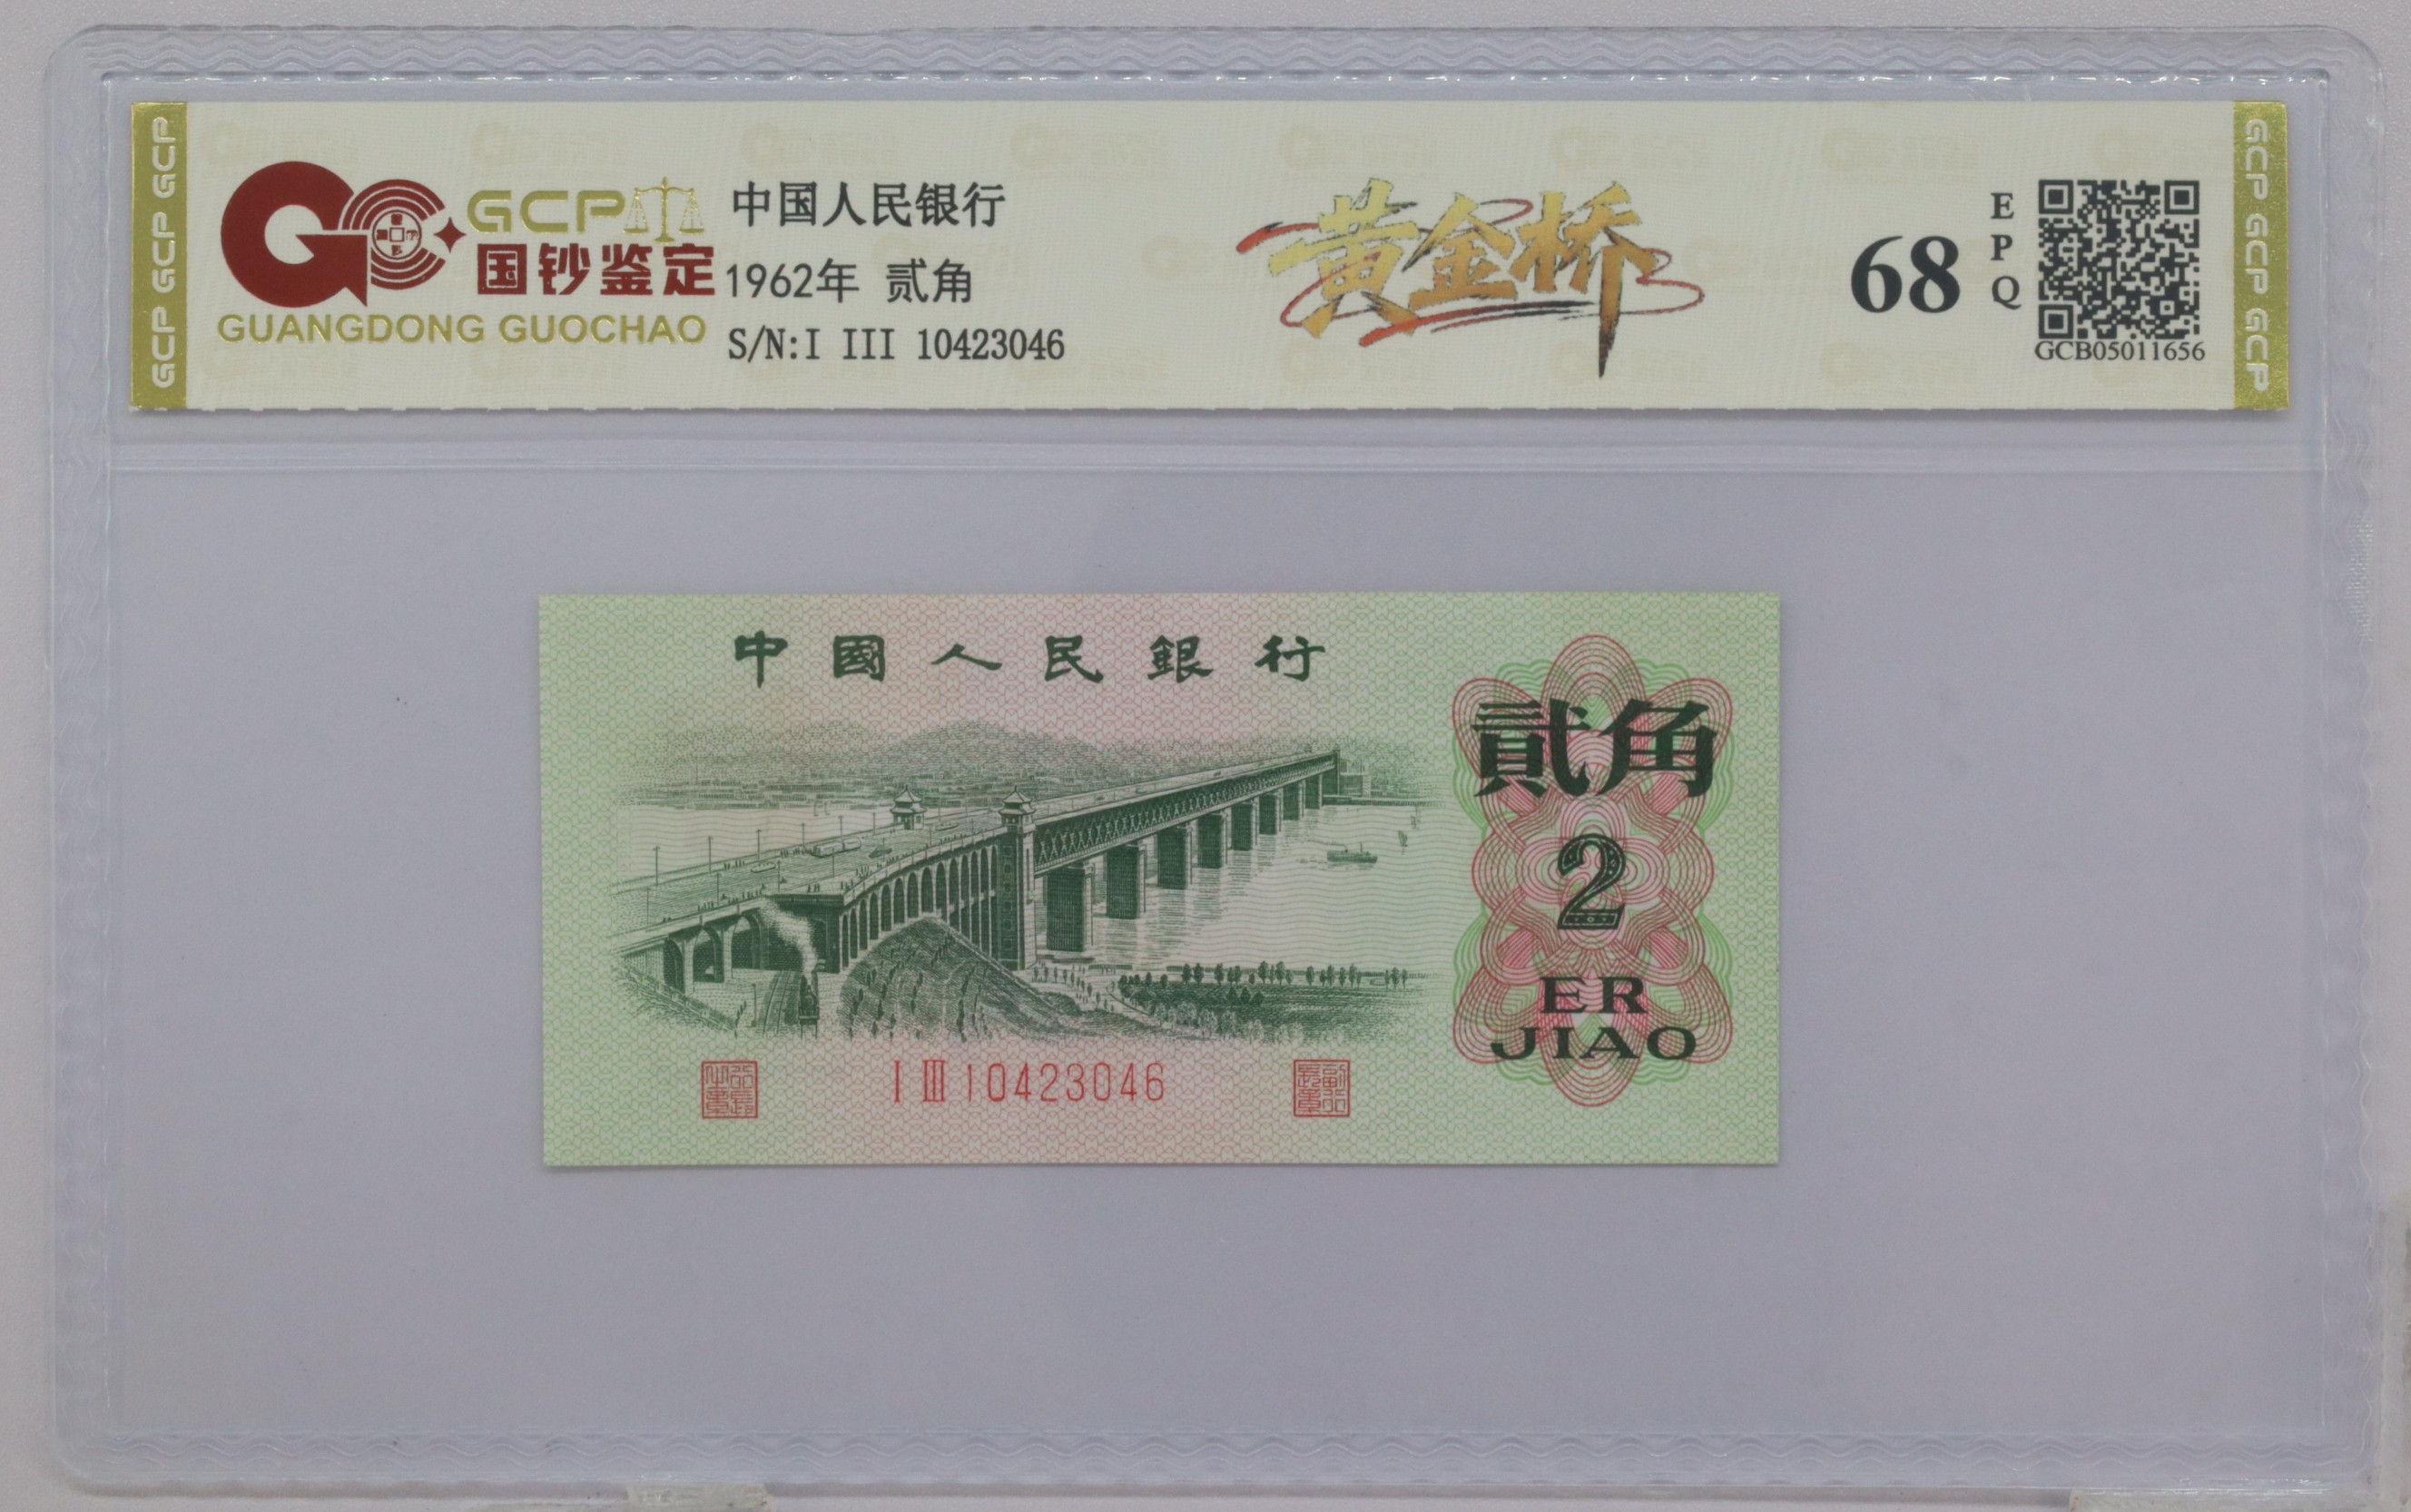 GCP GCP GCP
GCP
国钞鉴定
GUANGDONG GUOCHAO
中国人民银行
1962年 贰角
S/N:I III 10423046
黄金桥
68
EPQ
GCB05011656
GCP GCP GCP
中國人民銀行
貳角
2
ER
JIAO
I III 10423046